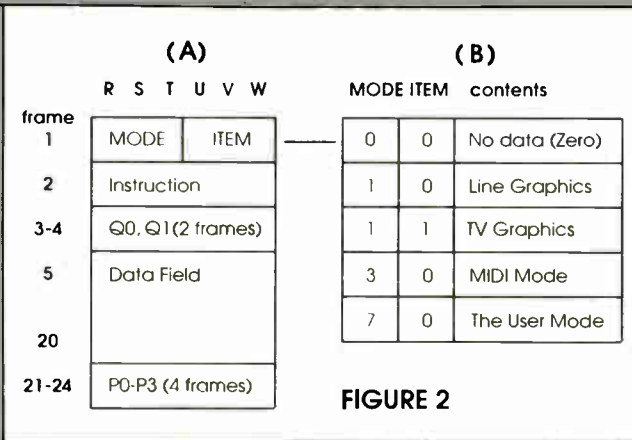 (A)
R S T U V W
frame
1 MODE ITEM
2 Instruction
3-4 Q0, Q1(2 frames)
5 Data Field
20
21-24 P0-P3 (4 frames)
(B)
MODE ITEM contents
0 0 No data (Zero)
1 0 Line Graphics
1 1 TV Graphics
3 0 MIDI Mode
7 0 The User Mode
FIGURE 2